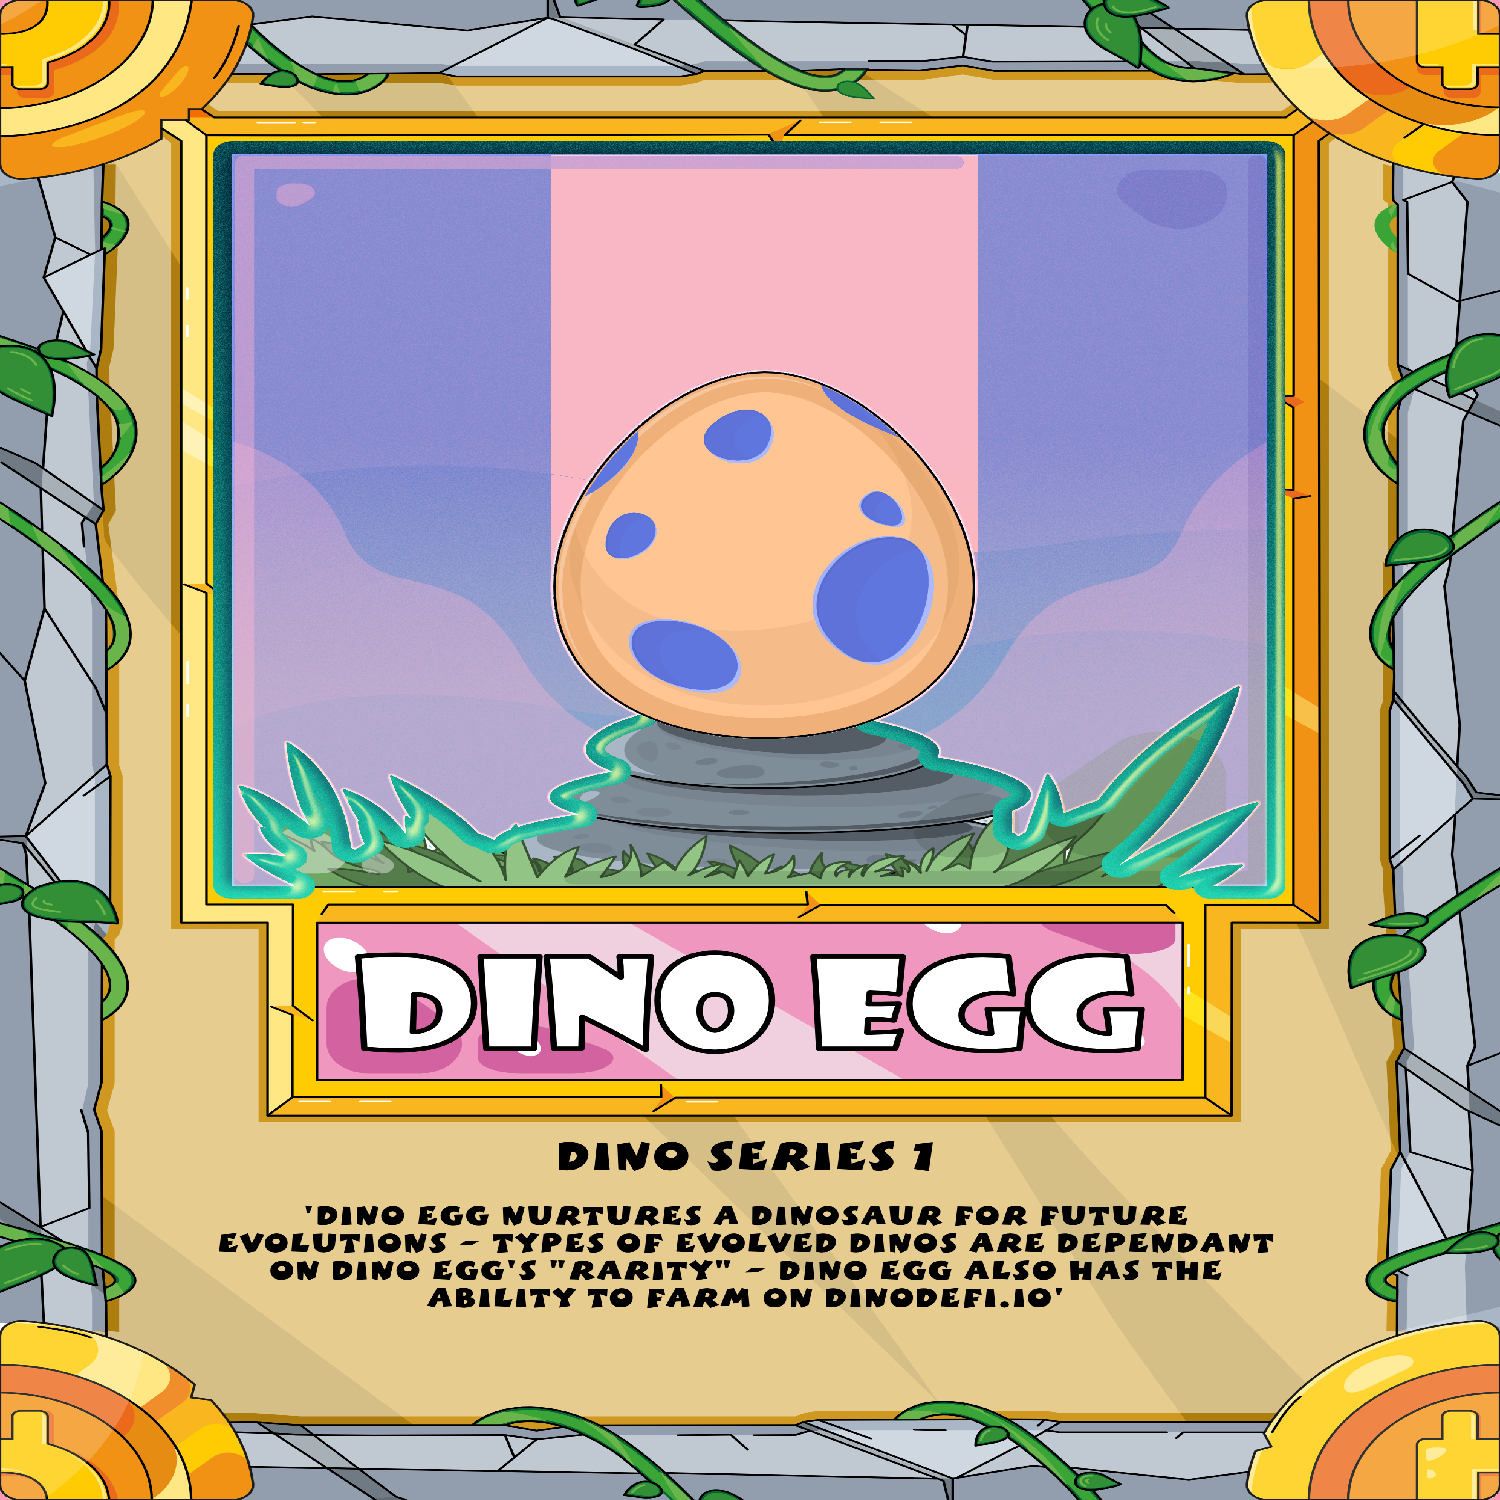 DINO EGG
DINO SERIES 1
'DINO EGG NURTURES A DINOSAUR FOR FUTURE
EVOLUTIONS - TYPES OF EVOLVED DINOS ARE DEPENDANT
ON DINO EGG'S "RARITY" - DINO EGG ALSO HAS THE
ABILITY TO FARM ON DINODEFI.IO'